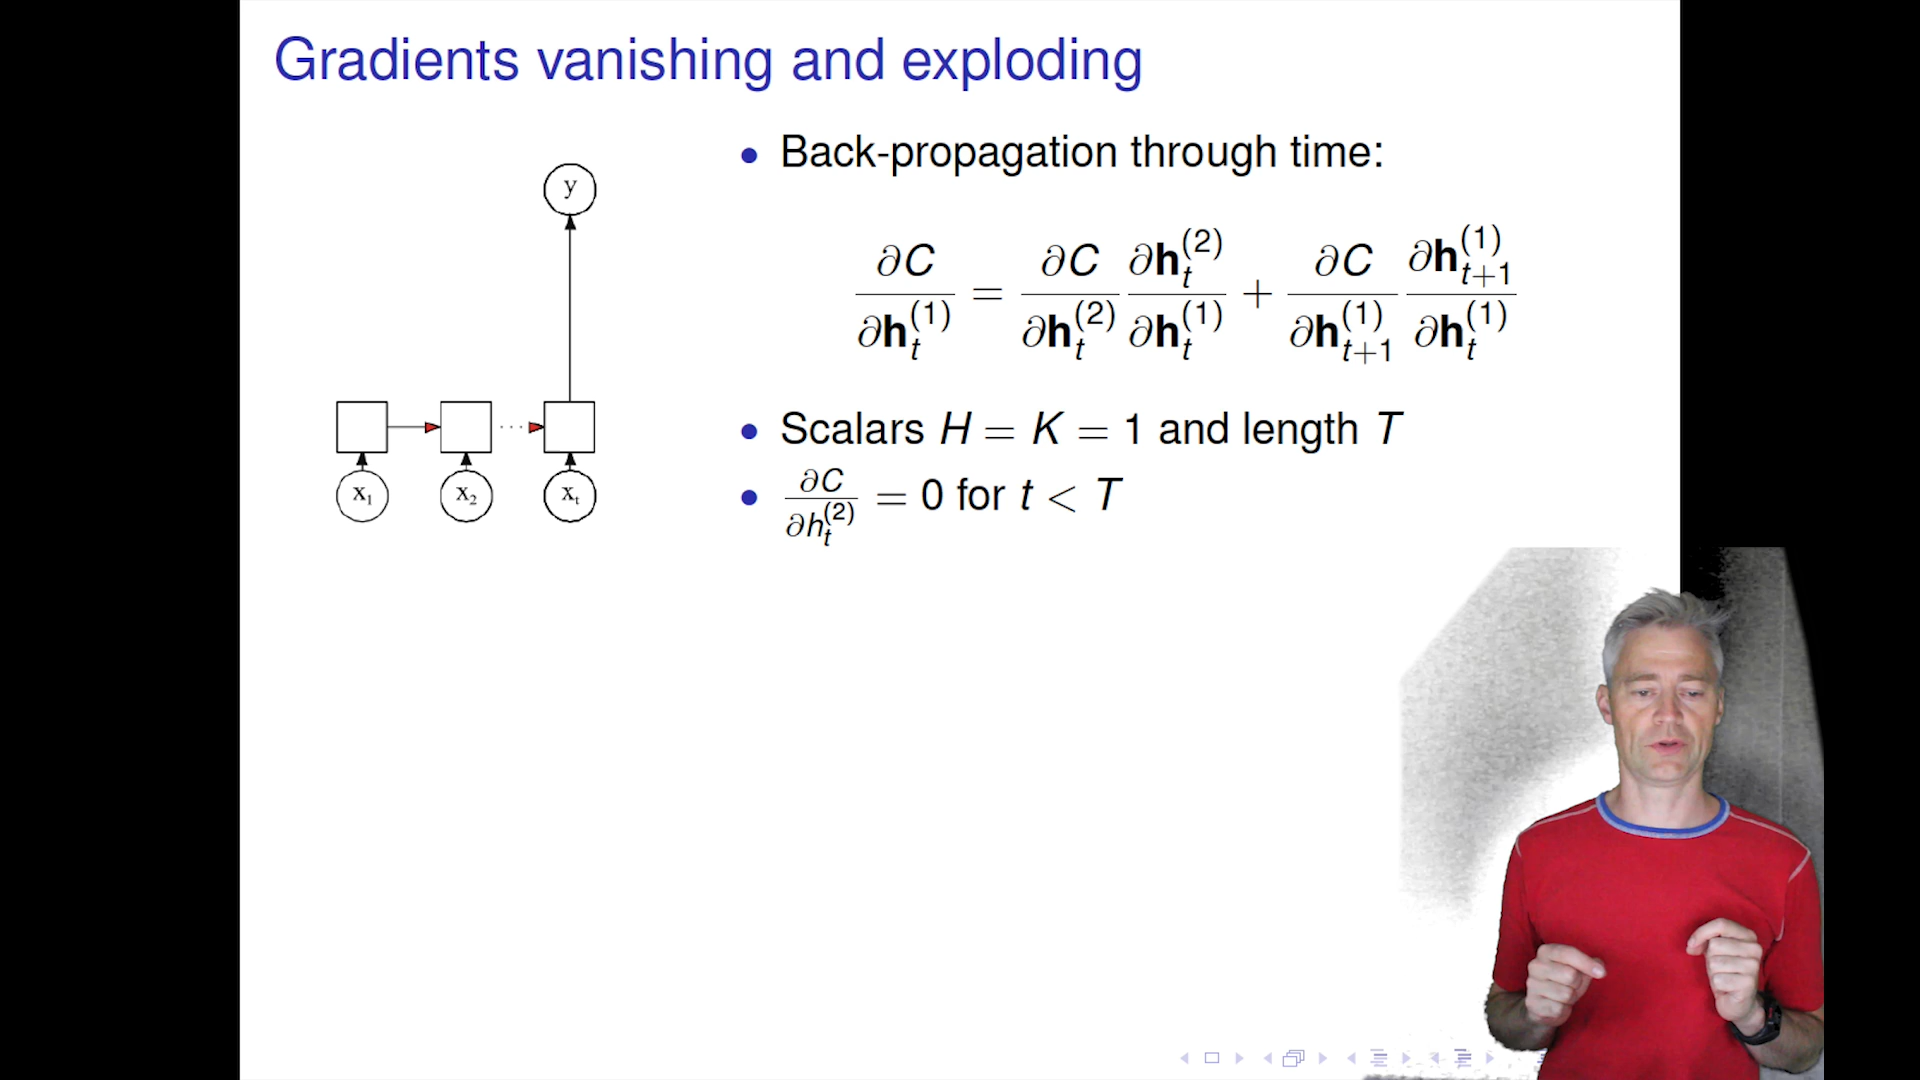 Gradients vanishing and exploding
• Back-propagation through time:
∂C/∂h_t^(1) = ∂C/∂h_t^(2) ∂h_t^(2)/∂h_t^(1) + ∂C/∂h_{t+1}^(1) ∂h_{t+1}^(1)/∂h_t^(1)
• Scalars H = K = 1 and length T
• ∂C/∂h_t^(2) = 0 for t < T
y
x₁ x₂ xₜ